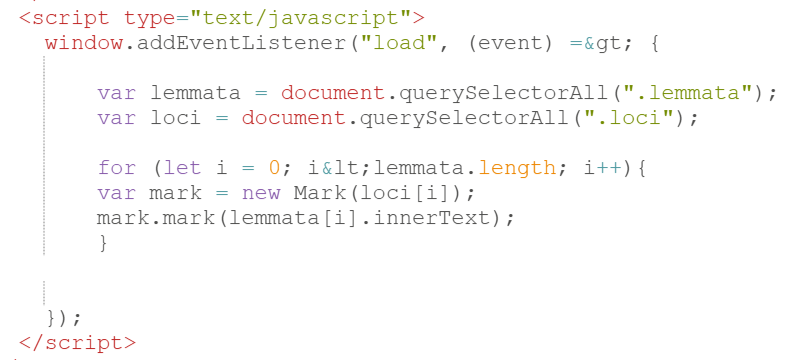 <script type="text/javascript">
window.addEventListener("load", (event) =&gt; {
var lemmata = document.querySelectorAll(".lemmata");
var loci = document.querySelectorAll(".loci");
for (let i = 0; i&lt;lemmata.length; i++){
var mark = new Mark(loci[i]);
mark.mark(lemmata[i].innerText);
}
});
</script>